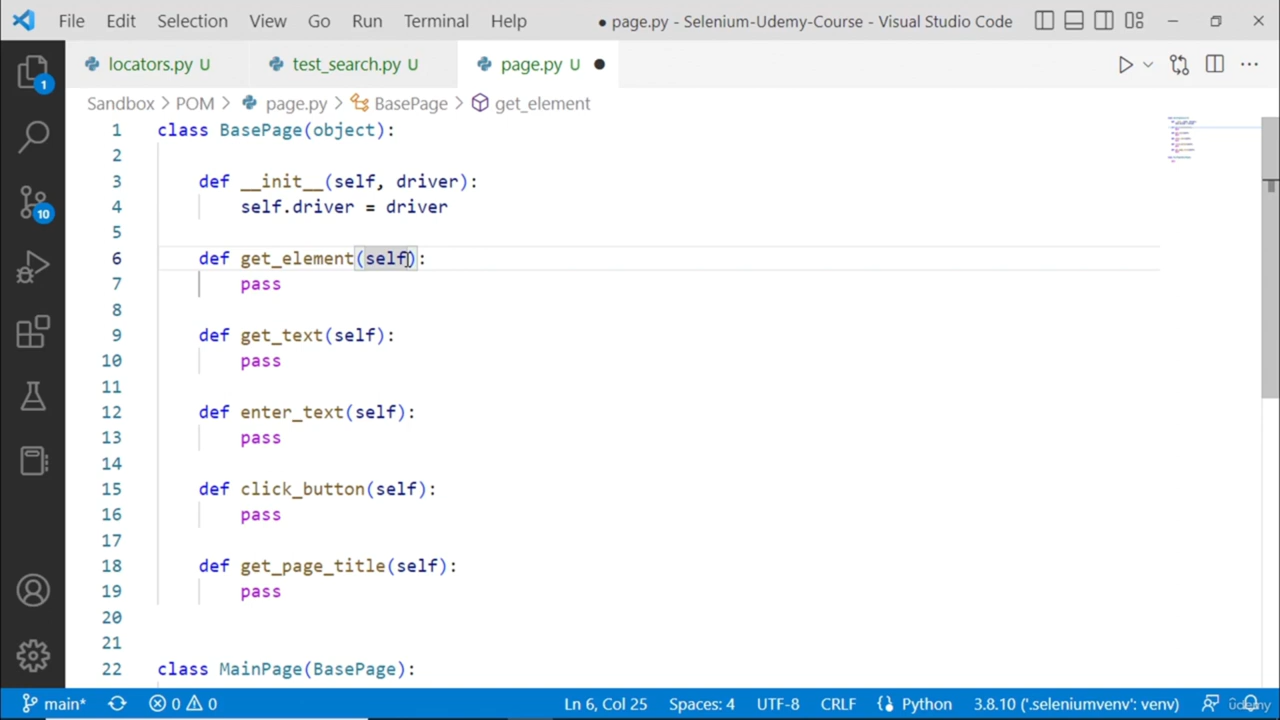 File Edit Selection View Go Run Terminal Help ● page.py - Selenium-Udemy-Course - Visual Studio Code
locators.py U test_search.py U page.py U ●
Sandbox > POM > page.py > BasePage > get_element
1 class BasePage(object):
2
3 def __init__(self, driver):
4 self.driver = driver
5
6 def get_element(self):
7 pass
8
9 def get_text(self):
10 pass
11
12 def enter_text(self):
13 pass
14
15 def click_button(self):
16 pass
17
18 def get_page_title(self):
19 pass
20
21
22 class MainPage(BasePage):
1
10
main* 0 0 Ln 6, Col 25 Spaces: 4 UTF-8 CRLF Python 3.8.10 ('.seleniumvenv': venv)
udemy